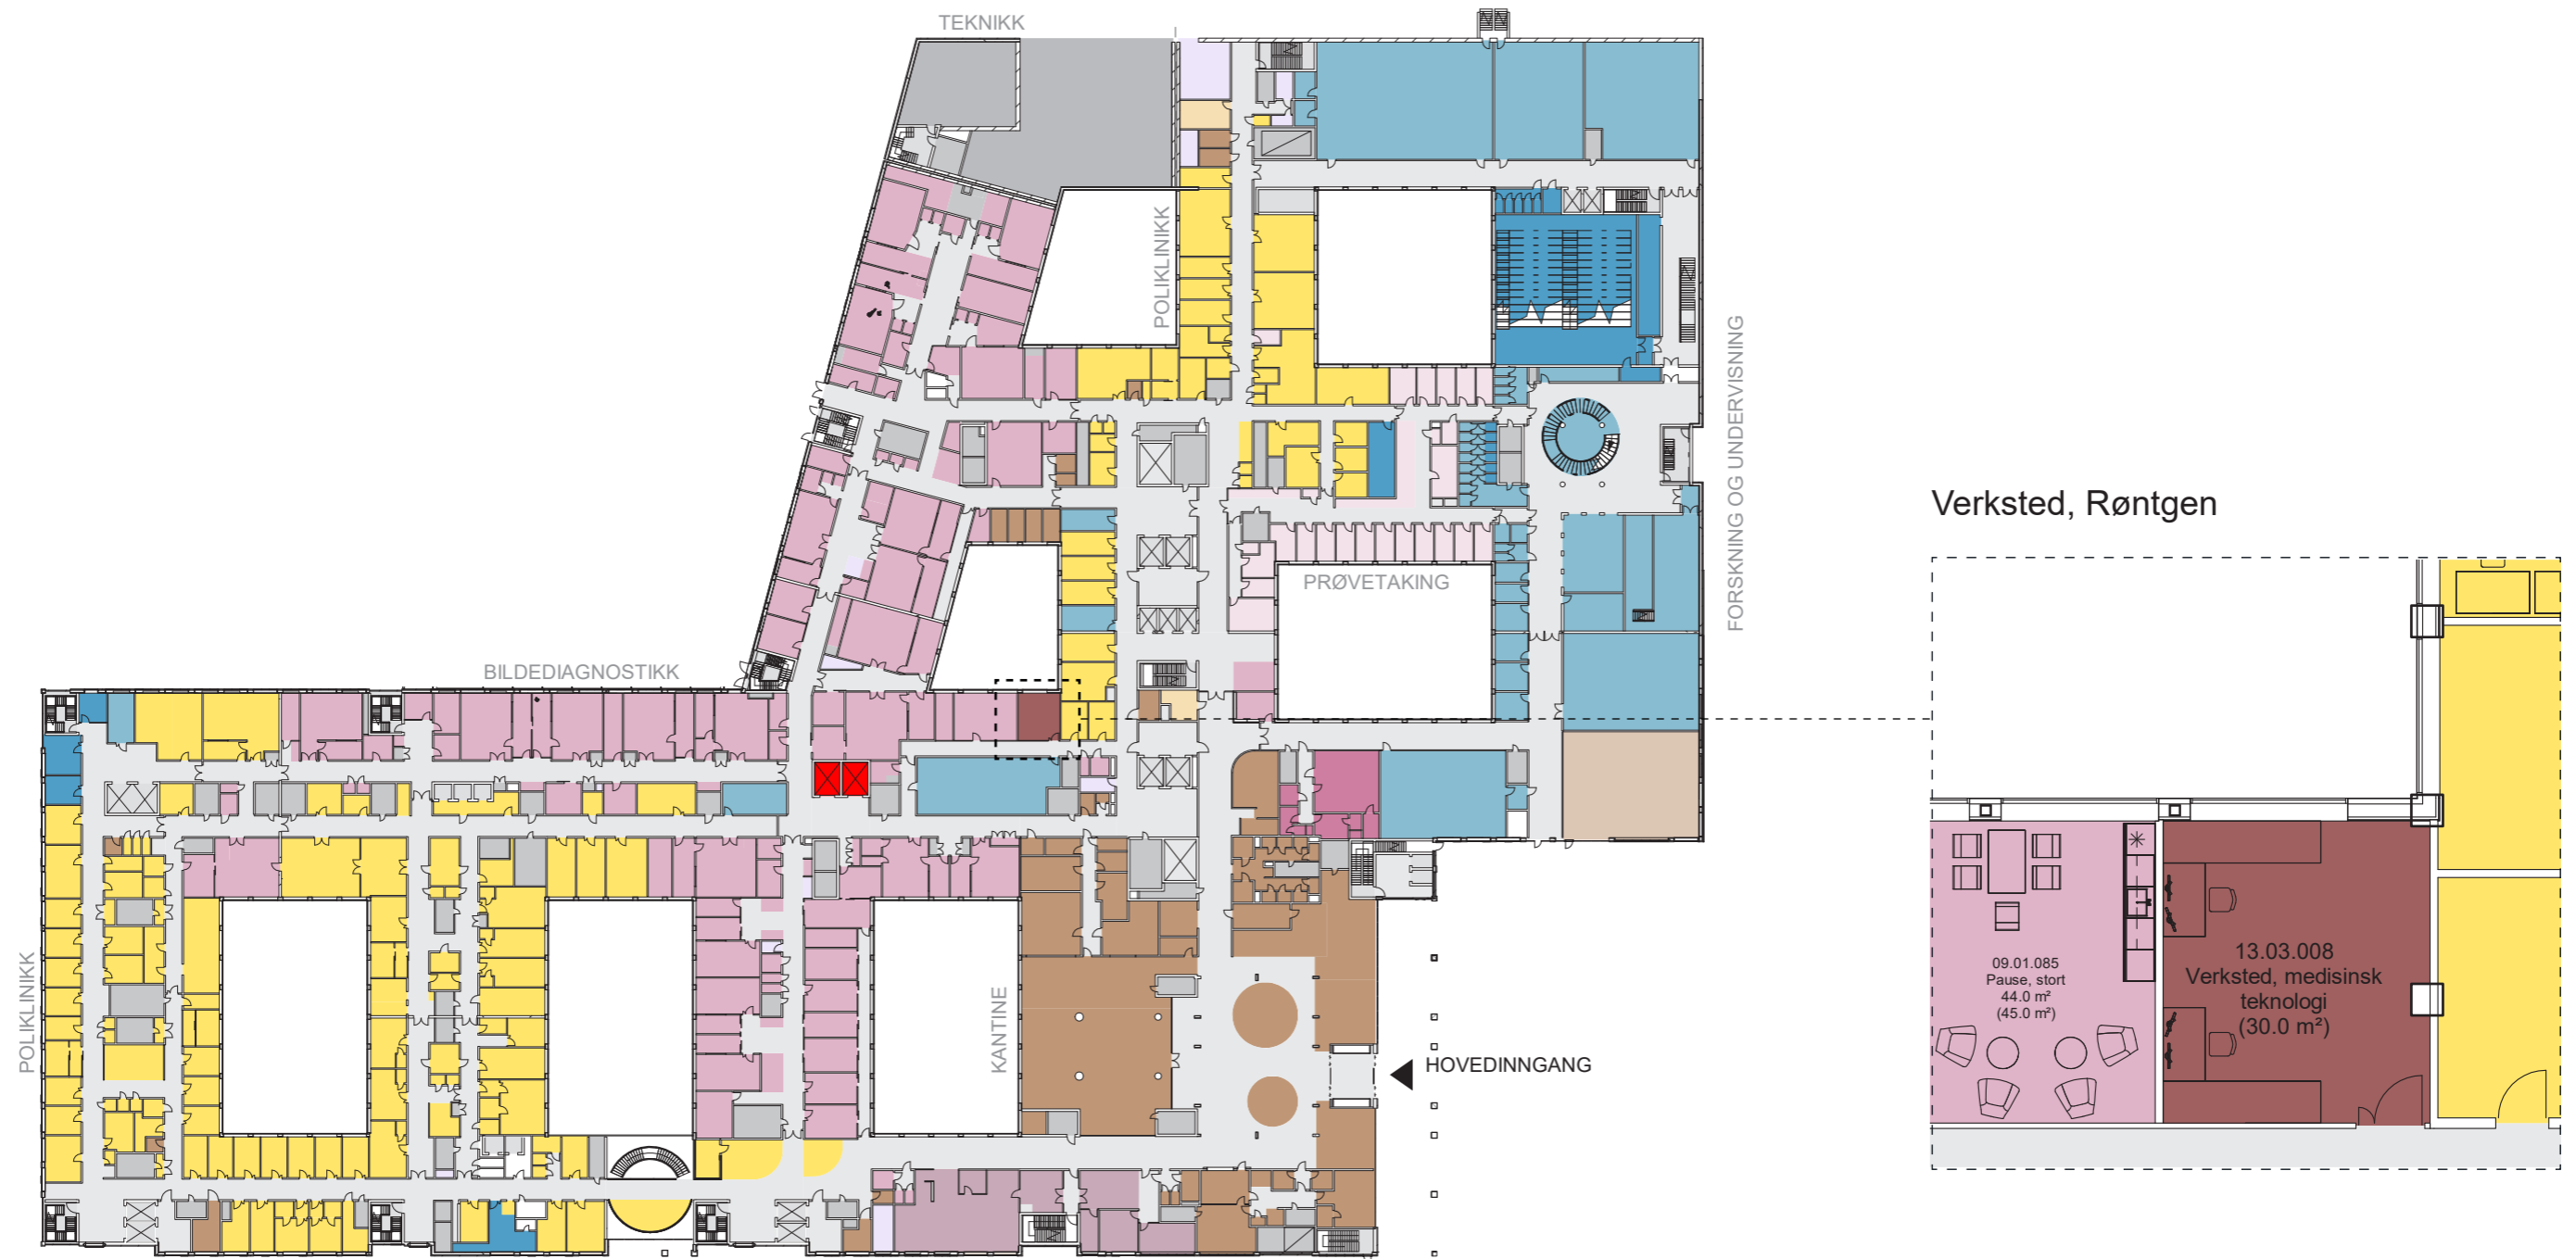 TEKNIKK
POLIKLINIKK
FORSKNING OG UNDERVISNING
Verksted, Røntgen
PRØVETAKING
BILDEDIAGNOSTIKK
POLIKLINIKK
KANTINE
HOVEDINNGANG
09.01.085
Pause, stort
44.0 m²
(45.0 m²)
13.03.008
Verksted, medisinsk
teknologi
(30.0 m²)